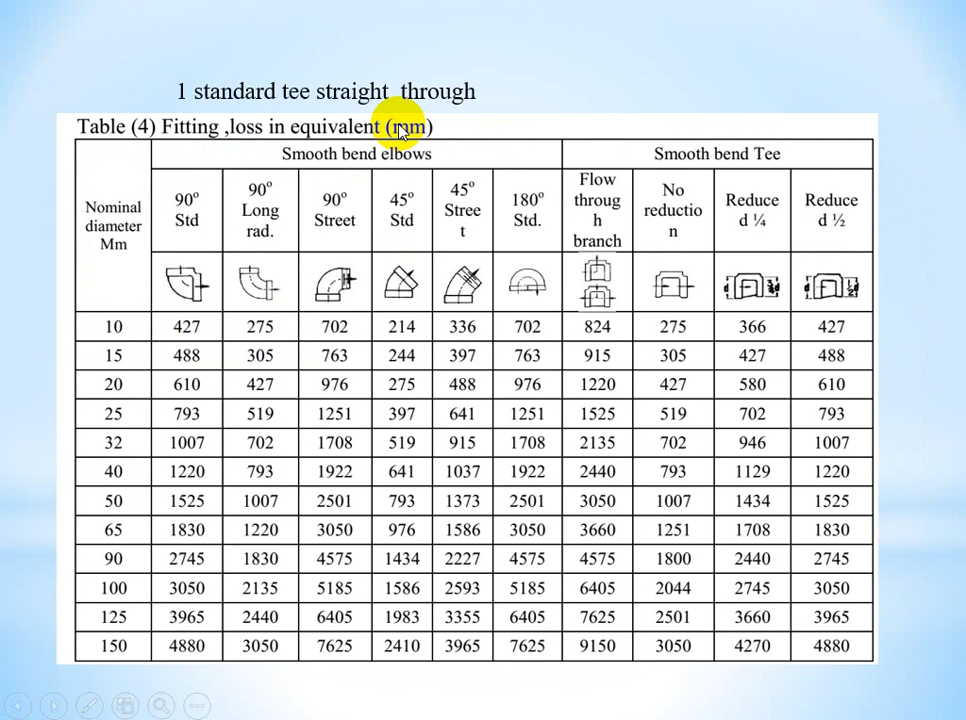 1 standard tee straight through
Table (4) Fitting ,loss in equivalent (mm)
Smooth bend elbows Smooth bend Tee
Nominal
diameter
Mm
90°
Std
90°
Long
rad.
90°
Street
45°
Std
45°
Stree
t
180°
Std.
Flow
throug
h
branch
No
reductio
n
Reduce
d ¼
Reduce
d ½
10 427 275 702 214 336 702 824 275 366 427
15 488 305 763 244 397 763 915 305 427 488
20 610 427 976 275 488 976 1220 427 580 610
25 793 519 1251 397 641 1251 1525 519 702 793
32 1007 702 1708 519 915 1708 2135 702 946 1007
40 1220 793 1922 641 1037 1922 2440 793 1129 1220
50 1525 1007 2501 793 1373 2501 3050 1007 1434 1525
65 1830 1220 3050 976 1586 3050 3660 1251 1708 1830
90 2745 1830 4575 1434 2227 4575 4575 1800 2440 2745
100 3050 2135 5185 1586 2593 5185 6405 2044 2745 3050
125 3965 2440 6405 1983 3355 6405 7625 2501 3660 3965
150 4880 3050 7625 2410 3965 7625 9150 3050 4270 4880